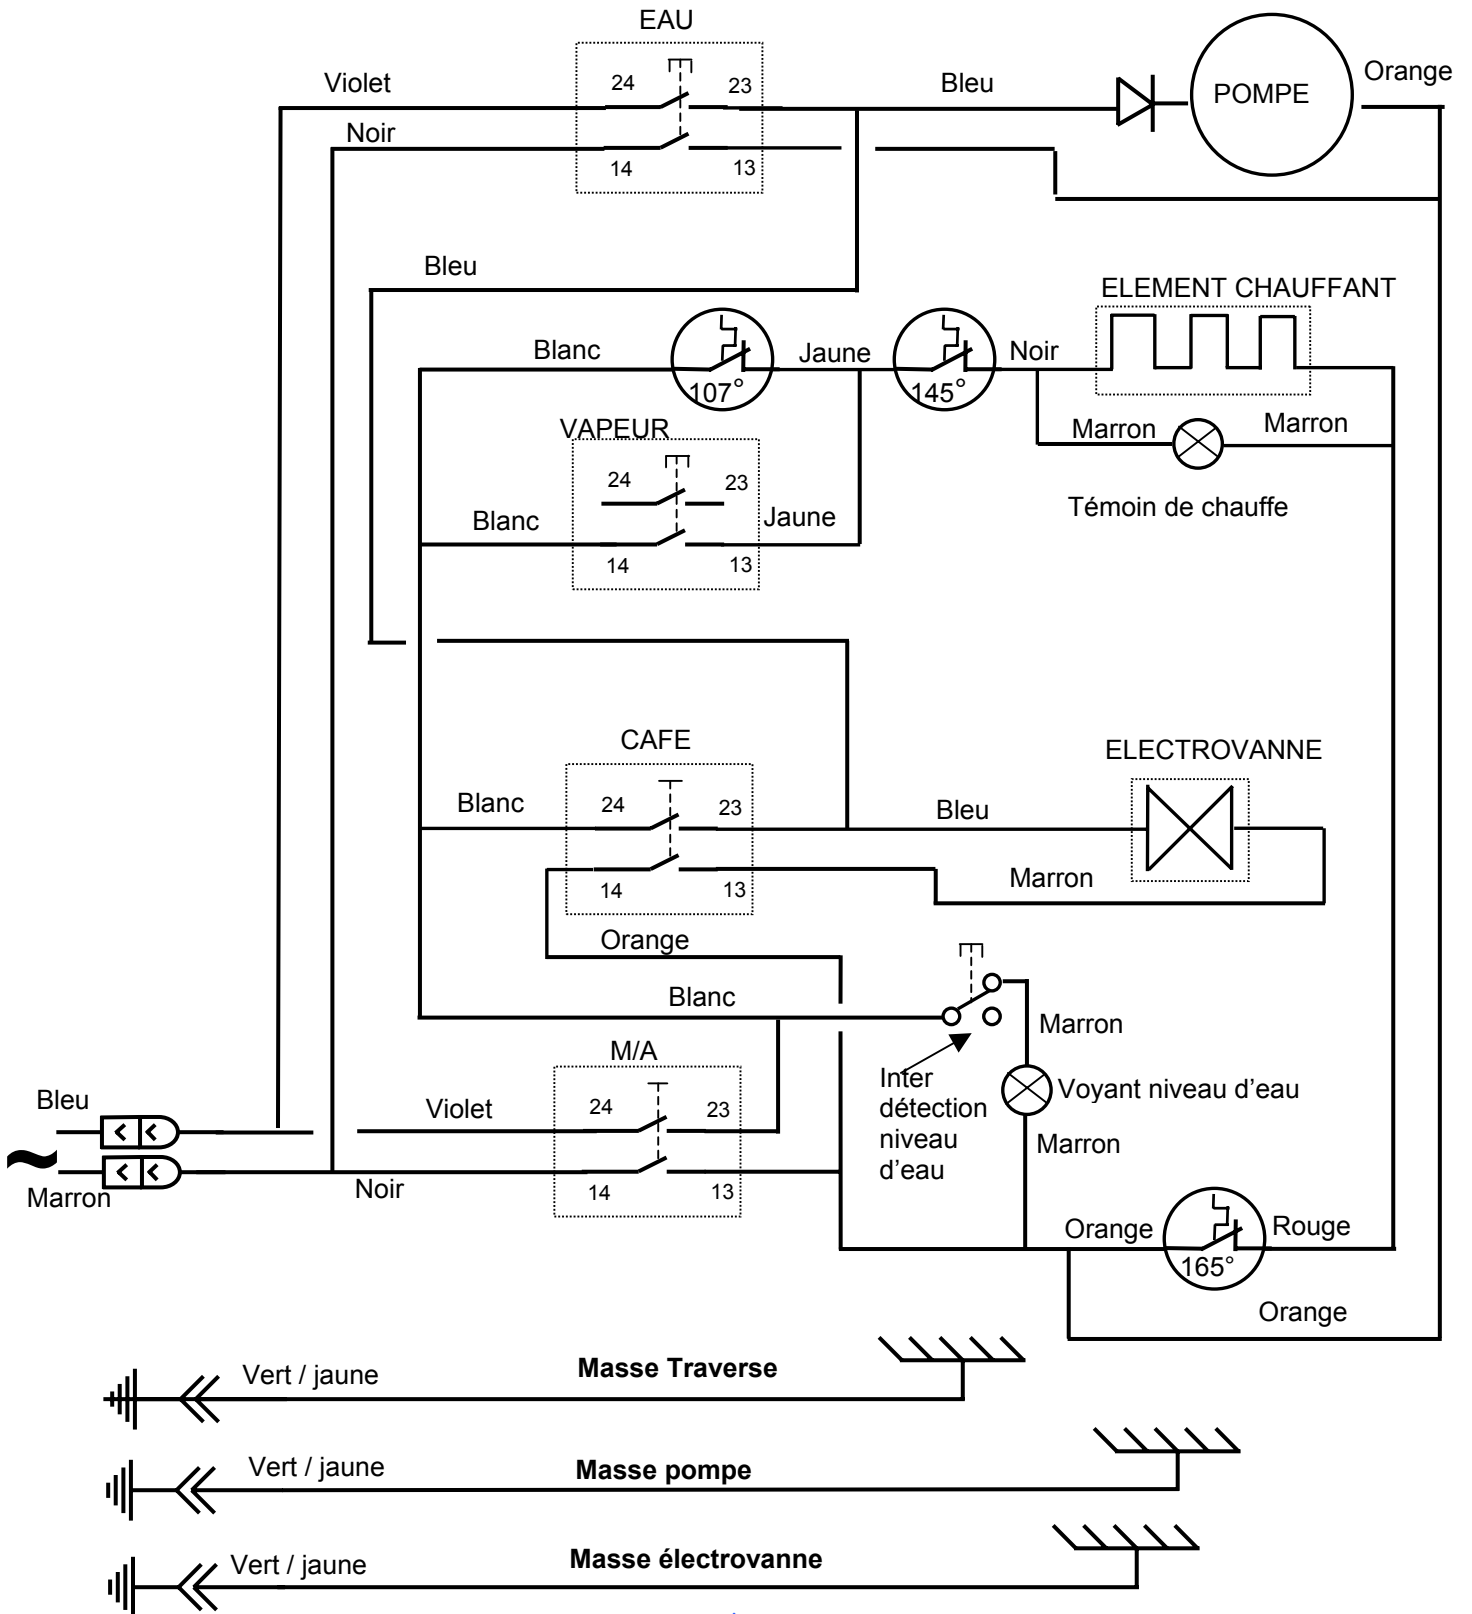 EAU
Violet
24
23
Bleu
POMPE
Orange
Noir
14
13
Bleu
ELEMENT CHAUFFANT
Blanc
107°
Jaune
145°
Noir
Marron
Marron
Témoin de chauffe
VAPEUR
24
23
Blanc
Jaune
14
13
CAFE
ELECTROVANNE
Blanc
24
23
Bleu
14
13
Marron
Orange
Blanc
Marron
M/A
Inter
détection
niveau
d'eau
Voyant niveau d'eau
Marron
Bleu
Violet
24
23
Marron
Noir
14
13
Orange
165°
Rouge
Orange
Vert / jaune
Masse Traverse
Vert / jaune
Masse pompe
Vert / jaune
Masse électrovanne